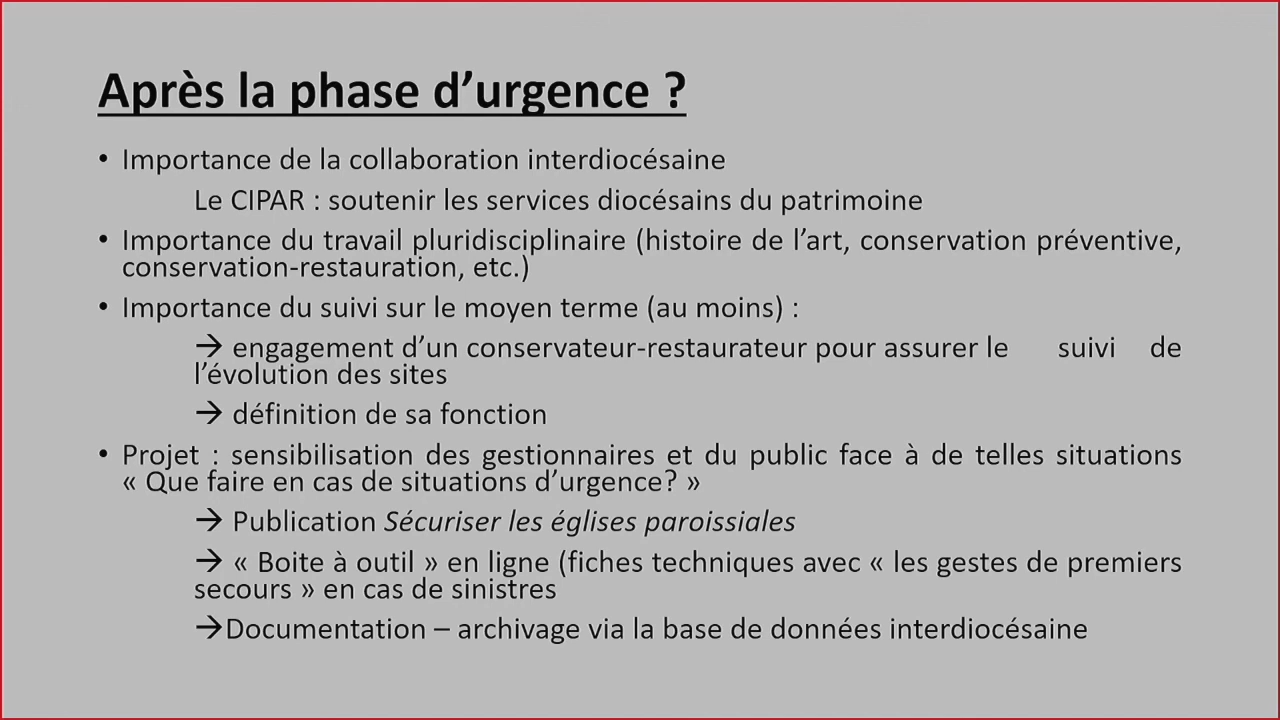 Après la phase d’urgence ?
• Importance de la collaboration interdiocésaine
Le CIPAR : soutenir les services diocésains du patrimoine
• Importance du travail pluridisciplinaire (histoire de l’art, conservation préventive,
conservation-restauration, etc.)
• Importance du suivi sur le moyen terme (au moins) :
→ engagement d’un conservateur-restaurateur pour assurer le suivi de
l’évolution des sites
→ définition de sa fonction
• Projet : sensibilisation des gestionnaires et du public face à de telles situations
« Que faire en cas de situations d’urgence? »
→ Publication Sécuriser les églises paroissiales
→ « Boite à outil » en ligne (fiches techniques avec « les gestes de premiers
secours » en cas de sinistres
→Documentation – archivage via la base de données interdiocésaine